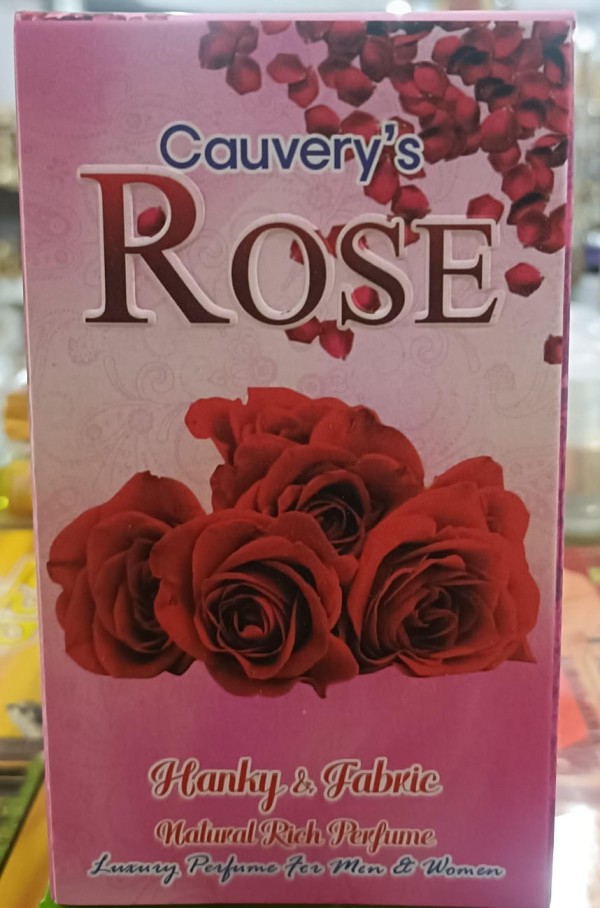 Cauvery's
ROSE
Hanky & Fabric
Natural Rich Perfume
Luxury Perfume For Men & Women